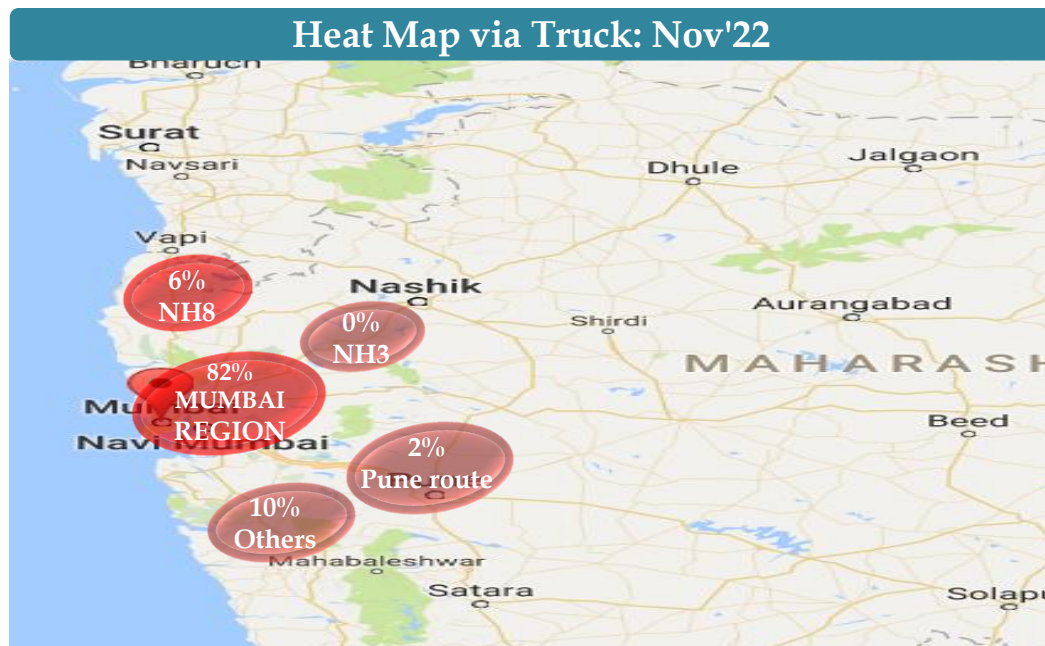 Heat Map via Truck: Nov'22
Bharuch
Surat
Navsari
Dhule
Jalgaon
Vapi
6%
NH8
Nashik
0%
NH3
Shirdi
Aurangabad
MAHARASH
82%
MUMBAI
REGION
Mumbai
Navi Mumbai
Beed
2%
Pune route
10%
Others
Mahabaleshwar
Satara
Solapu